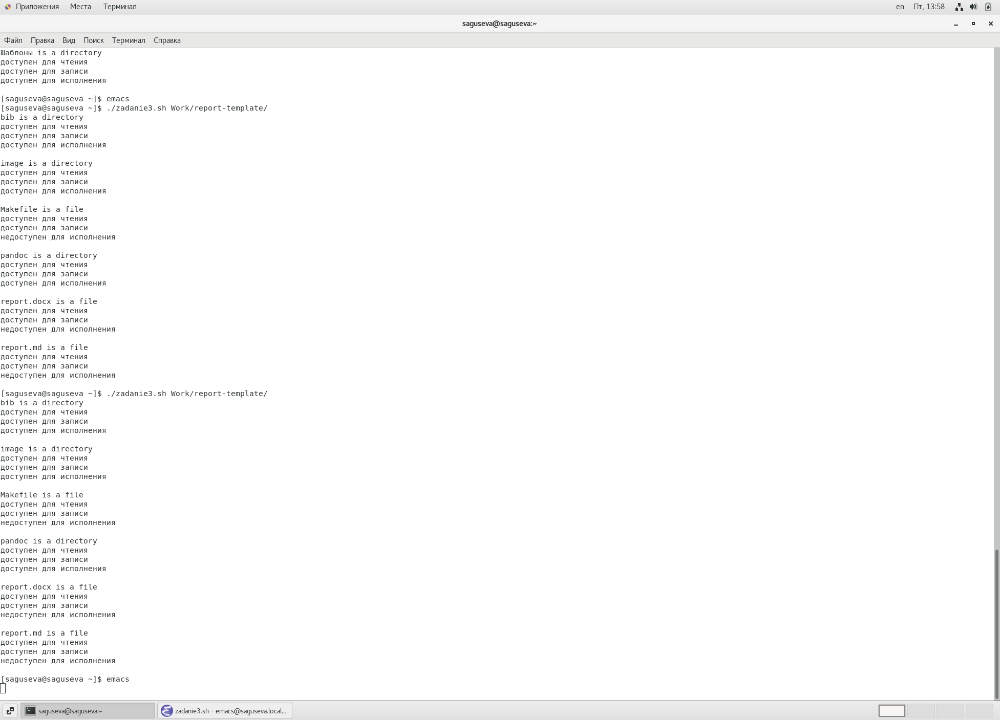 Приложения Места Терминал en Пт, 13:58
saguseva@saguseva:~
Файл Правка Вид Поиск Терминал Справка
Шаблоны is a directory
доступен для чтения
доступен для записи
доступен для исполнения
[saguseva@saguseva ~]$ emacs
[saguseva@saguseva ~]$ ./zadanie3.sh Work/report-template/
bib is a directory
доступен для чтения
доступен для записи
доступен для исполнения
image is a directory
доступен для чтения
доступен для записи
доступен для исполнения
Makefile is a file
доступен для чтения
доступен для записи
недоступен для исполнения
pandoc is a directory
доступен для чтения
доступен для записи
доступен для исполнения
report.docx is a file
доступен для чтения
доступен для записи
недоступен для исполнения
report.md is a file
доступен для чтения
доступен для записи
недоступен для исполнения
[saguseva@saguseva ~]$ ./zadanie3.sh Work/report-template/
bib is a directory
доступен для чтения
доступен для записи
доступен для исполнения
image is a directory
доступен для чтения
доступен для записи
доступен для исполнения
Makefile is a file
доступен для чтения
доступен для записи
недоступен для исполнения
pandoc is a directory
доступен для чтения
доступен для записи
доступен для исполнения
report.docx is a file
доступен для чтения
доступен для записи
недоступен для исполнения
report.md is a file
доступен для чтения
доступен для записи
недоступен для исполнения
[saguseva@saguseva ~]$ emacs
saguseva@saguseva:~ zadanie3.sh - emacs@saguseva.local...